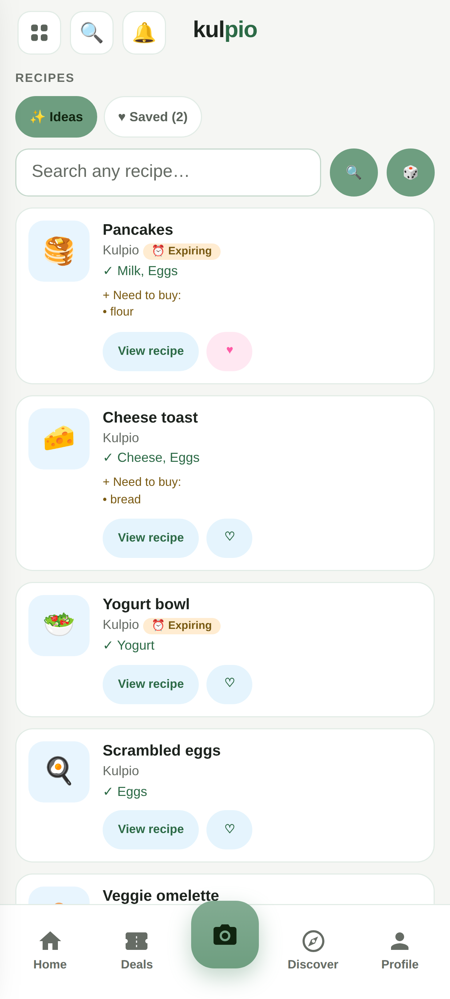 kulpio
RECIPES
✨ Ideas
♥ Saved (2)
Search any recipe…
Pancakes
Kulpio ⏰ Expiring
✓ Milk, Eggs
+ Need to buy:
• flour
View recipe ♥
Cheese toast
Kulpio
✓ Cheese, Eggs
+ Need to buy:
• bread
View recipe ♡
Yogurt bowl
Kulpio ⏰ Expiring
✓ Yogurt
View recipe ♡
Scrambled eggs
Kulpio
✓ Eggs
View recipe ♡
Veggie omelette
Home
Deals
Discover
Profile